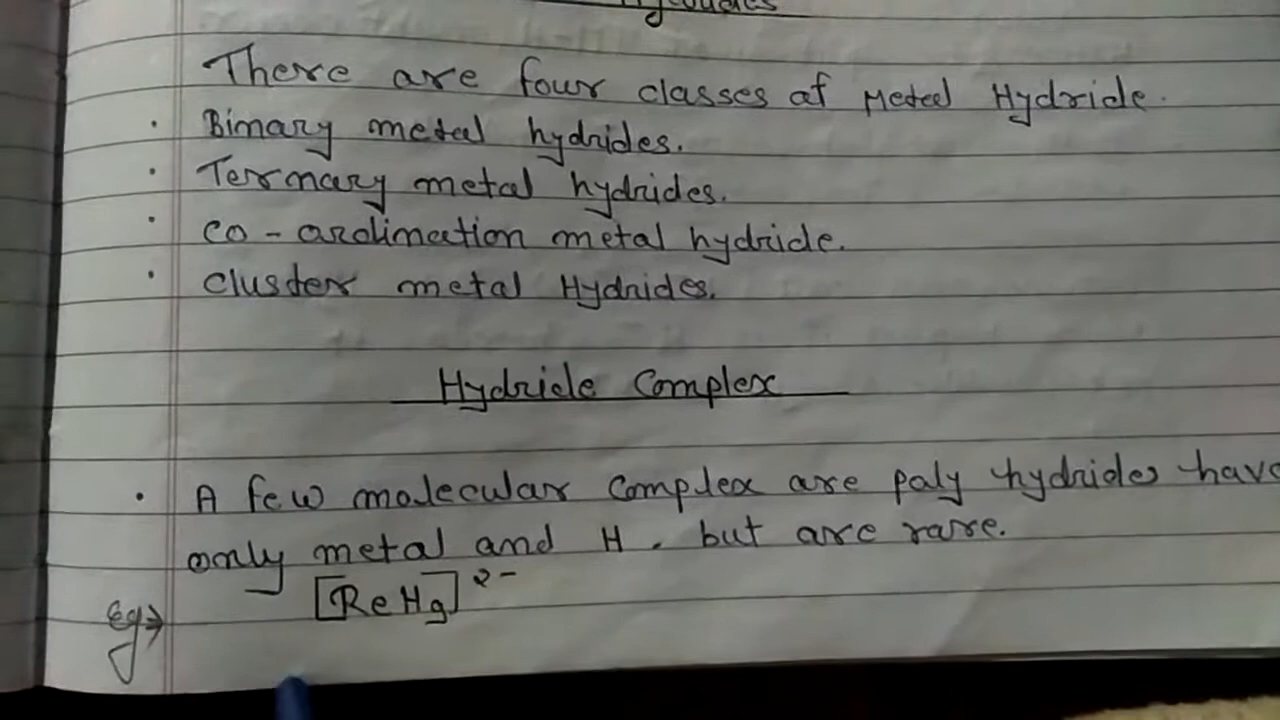 There are four classes of Metal Hydride.
· Binary metal hydrides.
· Ternary metal hydrides.
· Co-ordination metal hydride.
· Cluster metal Hydrides.
Hydride Complex
· A few molecular Complex are poly hydrides have
only metal and H, but are rare.
Eg→ [ReH9]2-